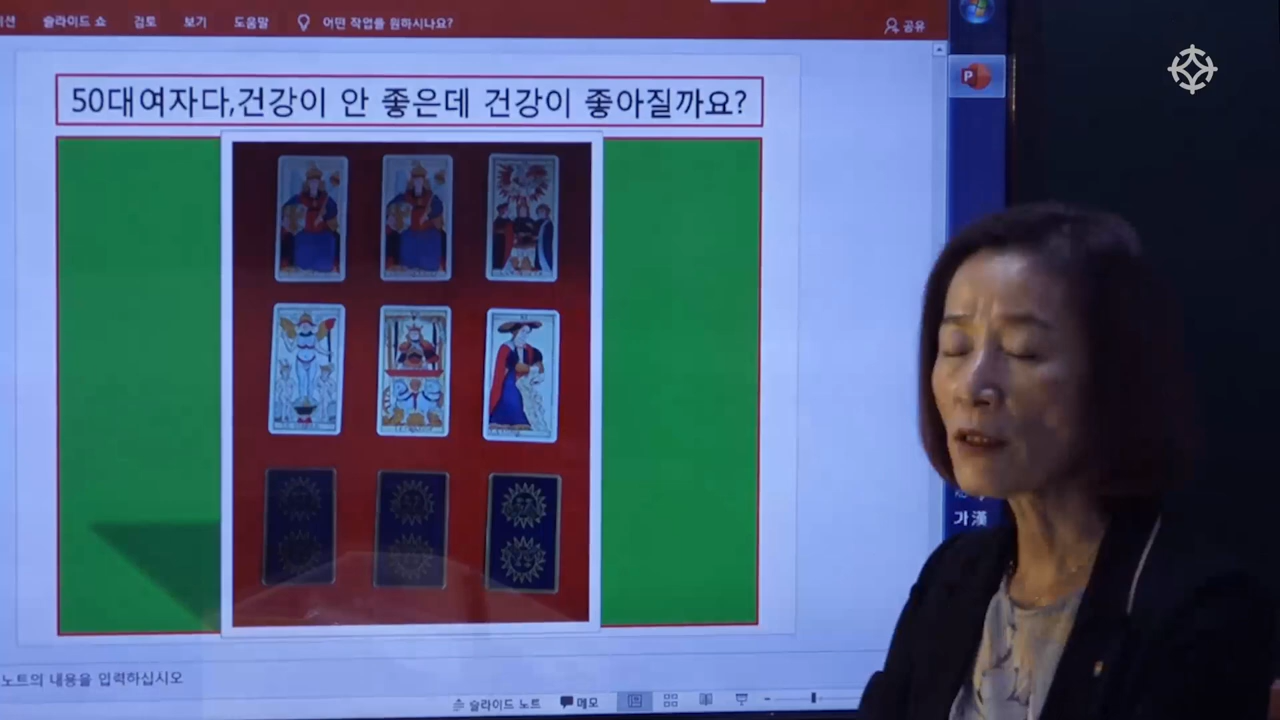 슬라이드 쇼 검토 보기 도움말 어떤 작업을 원하시나요?
공유
P
50대여자다,건강이 안 좋은데 건강이 좋아질까요?
가 漢
노트의 내용을 입력하십시오
슬라이드 노트 메모